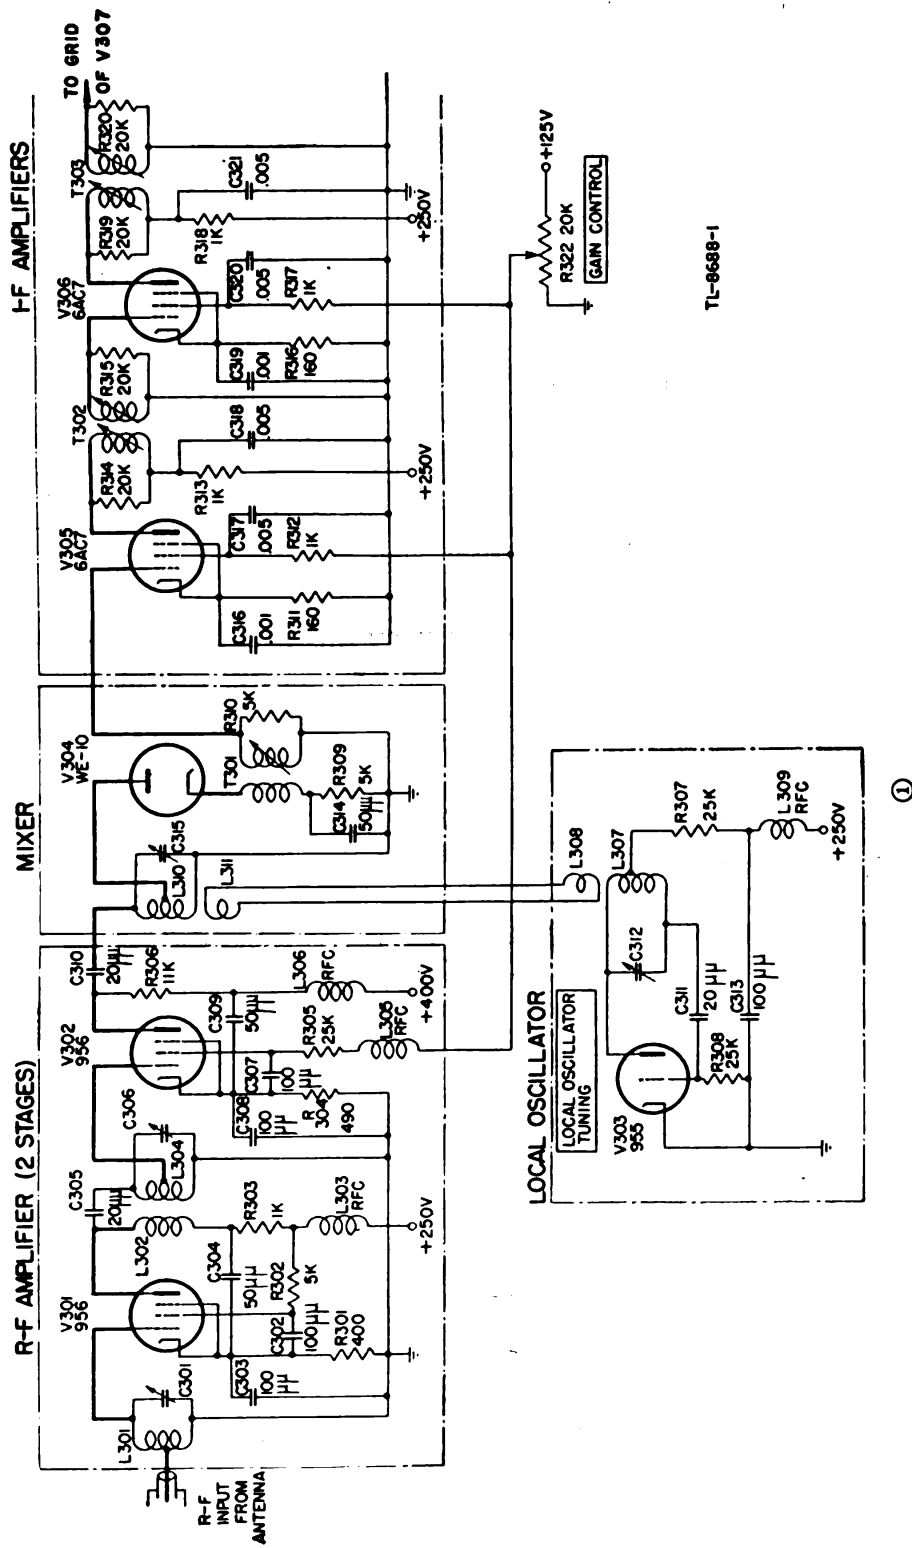 R-F AMPLIFIER (2 STAGES)
MIXER
I-F AMPLIFIERS
R-F
INPUT
FROM
ANTENNA
L301
C301
V301
956
C303
100
μμ
C302
100μμ
R301
400
C304
50μμ
R302
5K
R303
1K
L302
L303
RFC
+250V
C305
20μμ
L304
C306
V302
956
C308
100
μμ
C307
100
μμ
R
304
490
R305
25K
L305
RFC
C309
50μμ
L306
RFC
+400V
R306
11K
C310
20μμ
L310
C315
L311
V304
WE-10
T301
C314
50μμ
R309
5K
R310
5K
V305
6AC7
C316
.001
R311
160
C317
.005
R312
1K
R313
1K
+250V
C318
.005
R314
20K
T302
R315
20K
V306
6AC7
C319
.001
R316
160
C320
.005
R317
1K
R318
1K
+250V
C321
.005
R319
20K
T303
R320
20K
TO GRID
OF V307
LOCAL OSCILLATOR
LOCAL OSCILLATOR
TUNING
V303
955
R308
25K
C311
20μμ
C312
C313
100μμ
L307
L308
R307
25K
L309
RFC
+250V
R322 20K
+125V
GAIN CONTROL
TL-8688-1
1